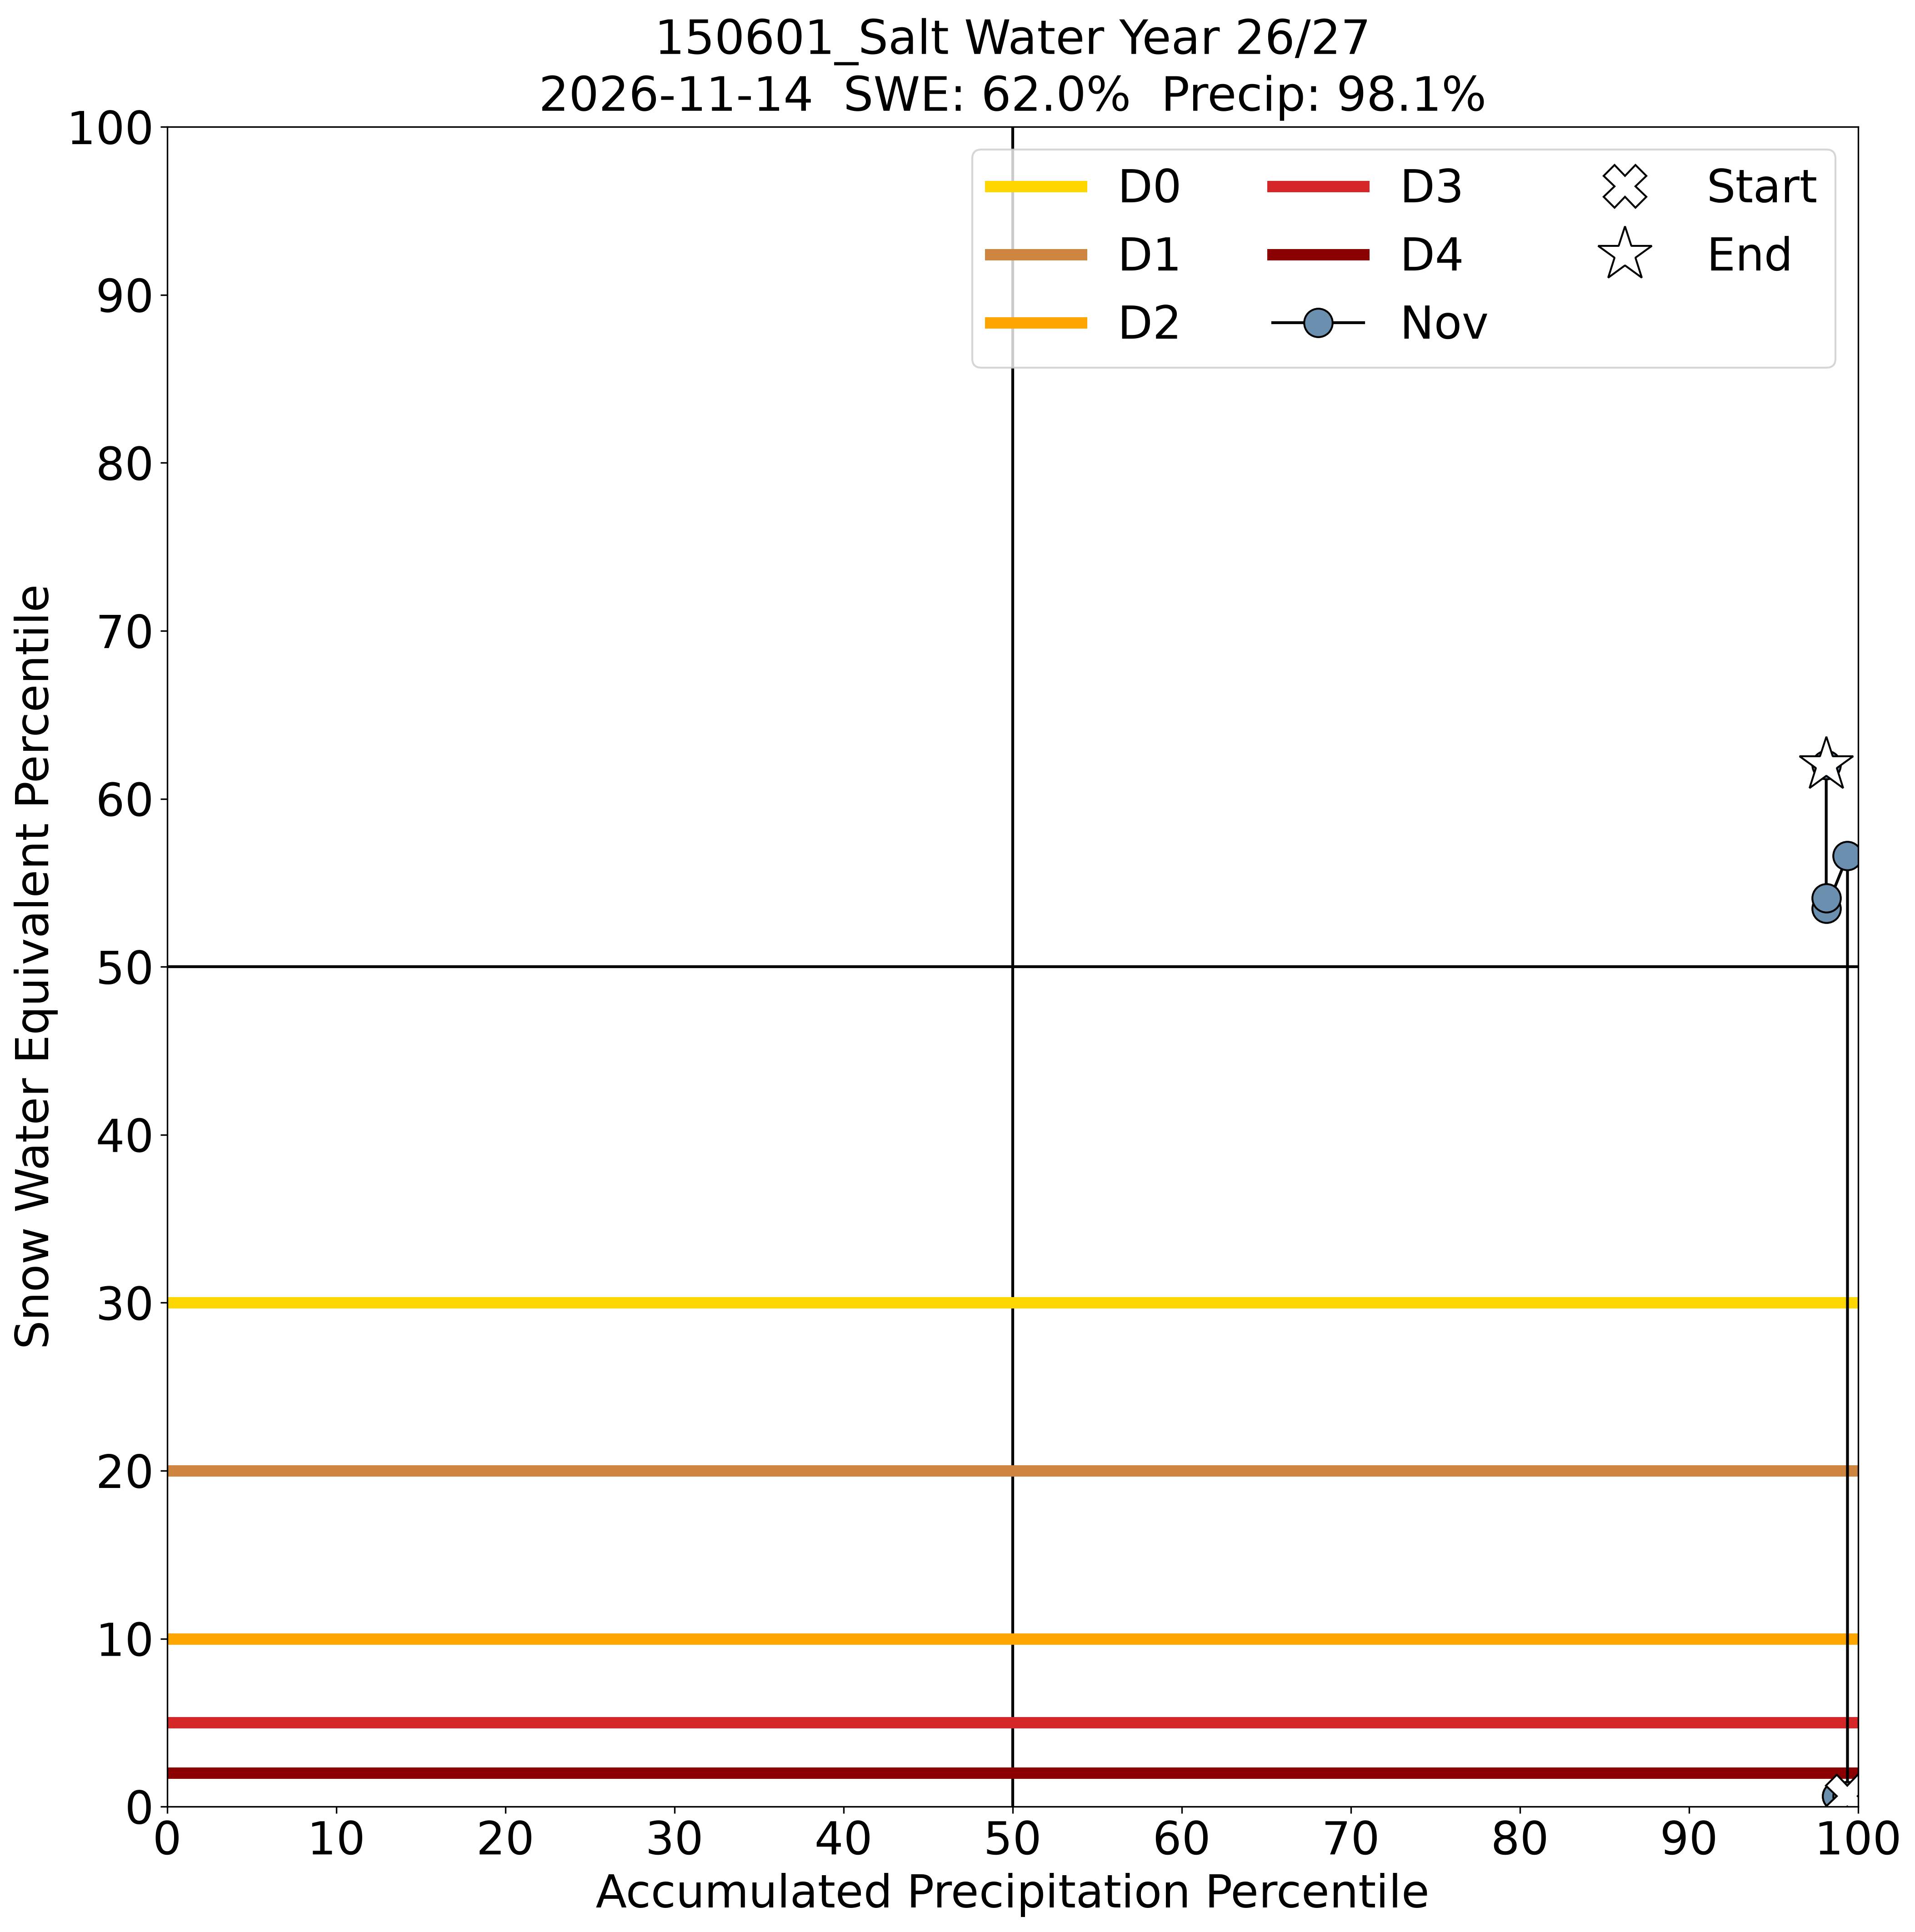 150601_Salt Water Year 26/27
2026-11-14  SWE: 62.0%  Precip: 98.1%
D0
D1
D2
D3
D4
Nov
Start
End
Snow Water Equivalent Percentile
100
90
80
70
60
50
40
30
20
10
0
0 10 20 30 40 50 60 70 80 90 100
Accumulated Precipitation Percentile